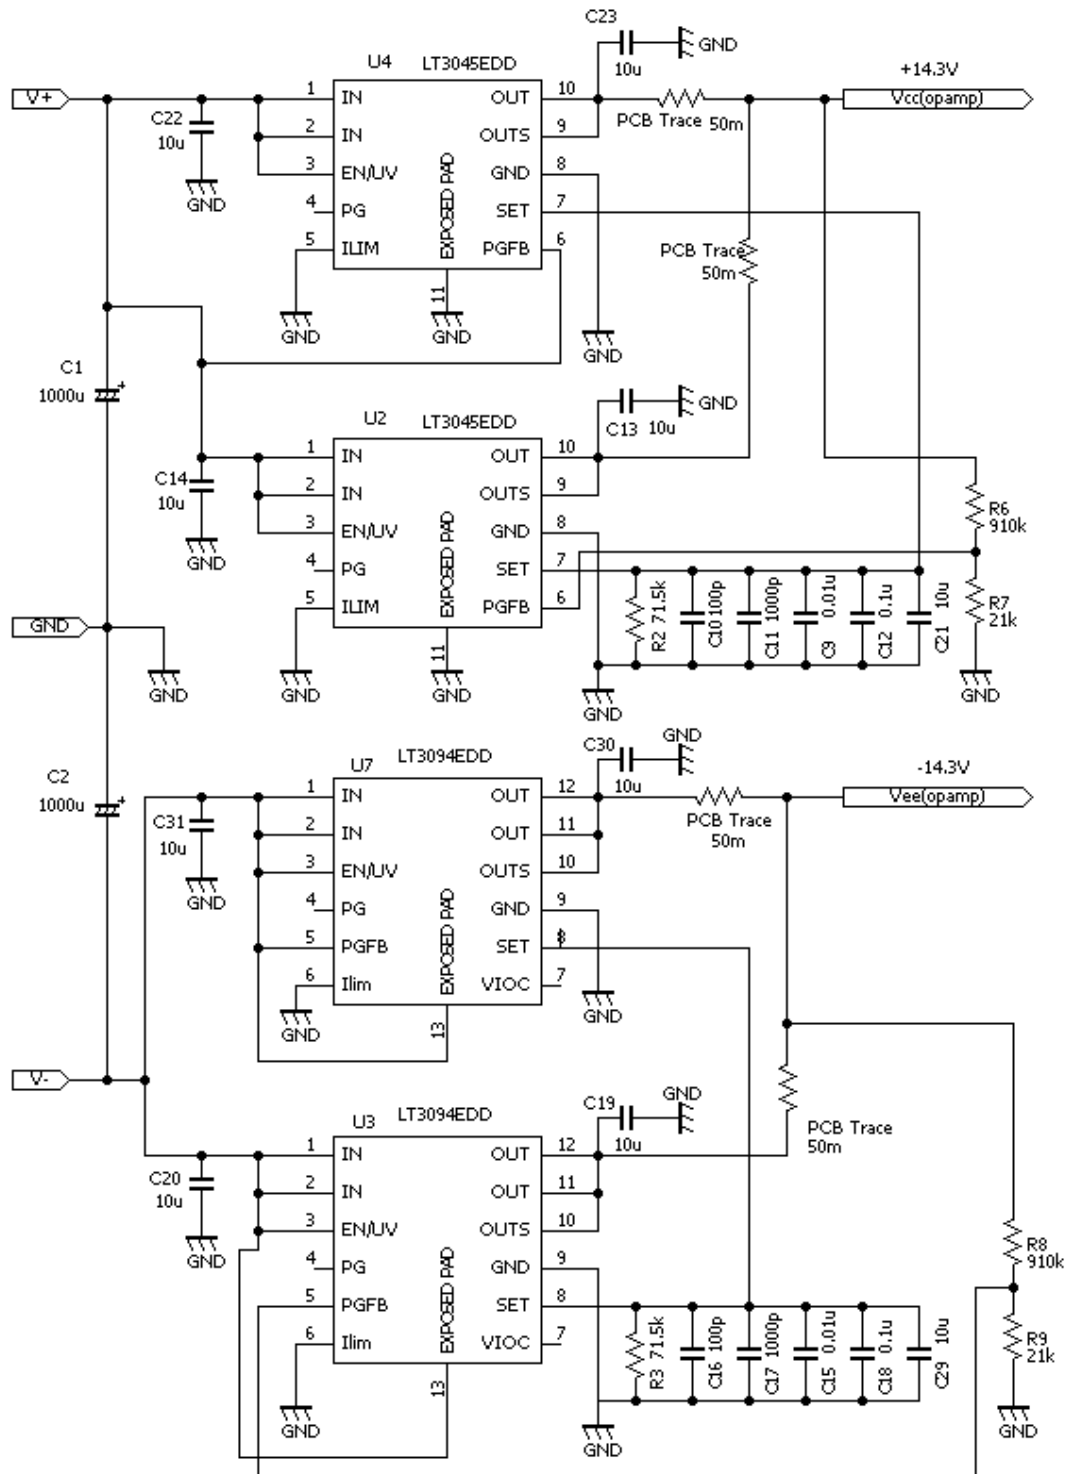 C23
10u
GND
U4 LT3045EDD
+14.3V
V+
1 IN OUT 10
Vcc(opamp)
PCB Trace 50m
C22
10u
2 IN OUTS 9
3 EN/UV GND 8
GND
4 PG SET 7
5 ILIM PGFB 6
EXPOSED PAD
11
PCB Trace
50m
GND
GND
GND
C1
1000u
+
GND
C13 10u
U2 LT3045EDD
1 IN OUT 10
C14
10u
2 IN OUTS 9
3 EN/UV GND 8
GND
4 PG SET 7
5 ILIM PGFB 6
EXPOSED PAD
11
R6
910k
R7
21k
R2 71.5k
C10 100p
C11 1000p
C9 0.01u
C12 0.1u
C21 10u
GND
GND
GND
GND
GND
GND
GND
C30
10u
U7 LT3094EDD
C2
1000u
+
-14.3V
1 IN OUT 12
Vee(opamp)
PCB Trace
50m
C31
10u
2 IN OUT 11
3 EN/UV OUTS 10
GND
4 PG GND 9
5 PGFB SET 8
6 Ilim VIOC 7
EXPOSED PAD
13
GND
GND
V-
GND
C19
10u
U3 LT3094EDD
PCB Trace
50m
1 IN OUT 12
C20
10u
2 IN OUT 11
3 EN/UV OUTS 10
GND
4 PG GND 9
5 PGFB SET 8
6 Ilim VIOC 7
EXPOSED PAD
13
R8
910k
R9
21k
R3 71.5k
C16 100p
C17 1000p
C15 0.01u
C18 0.1u
C29 10u
GND
GND
GND